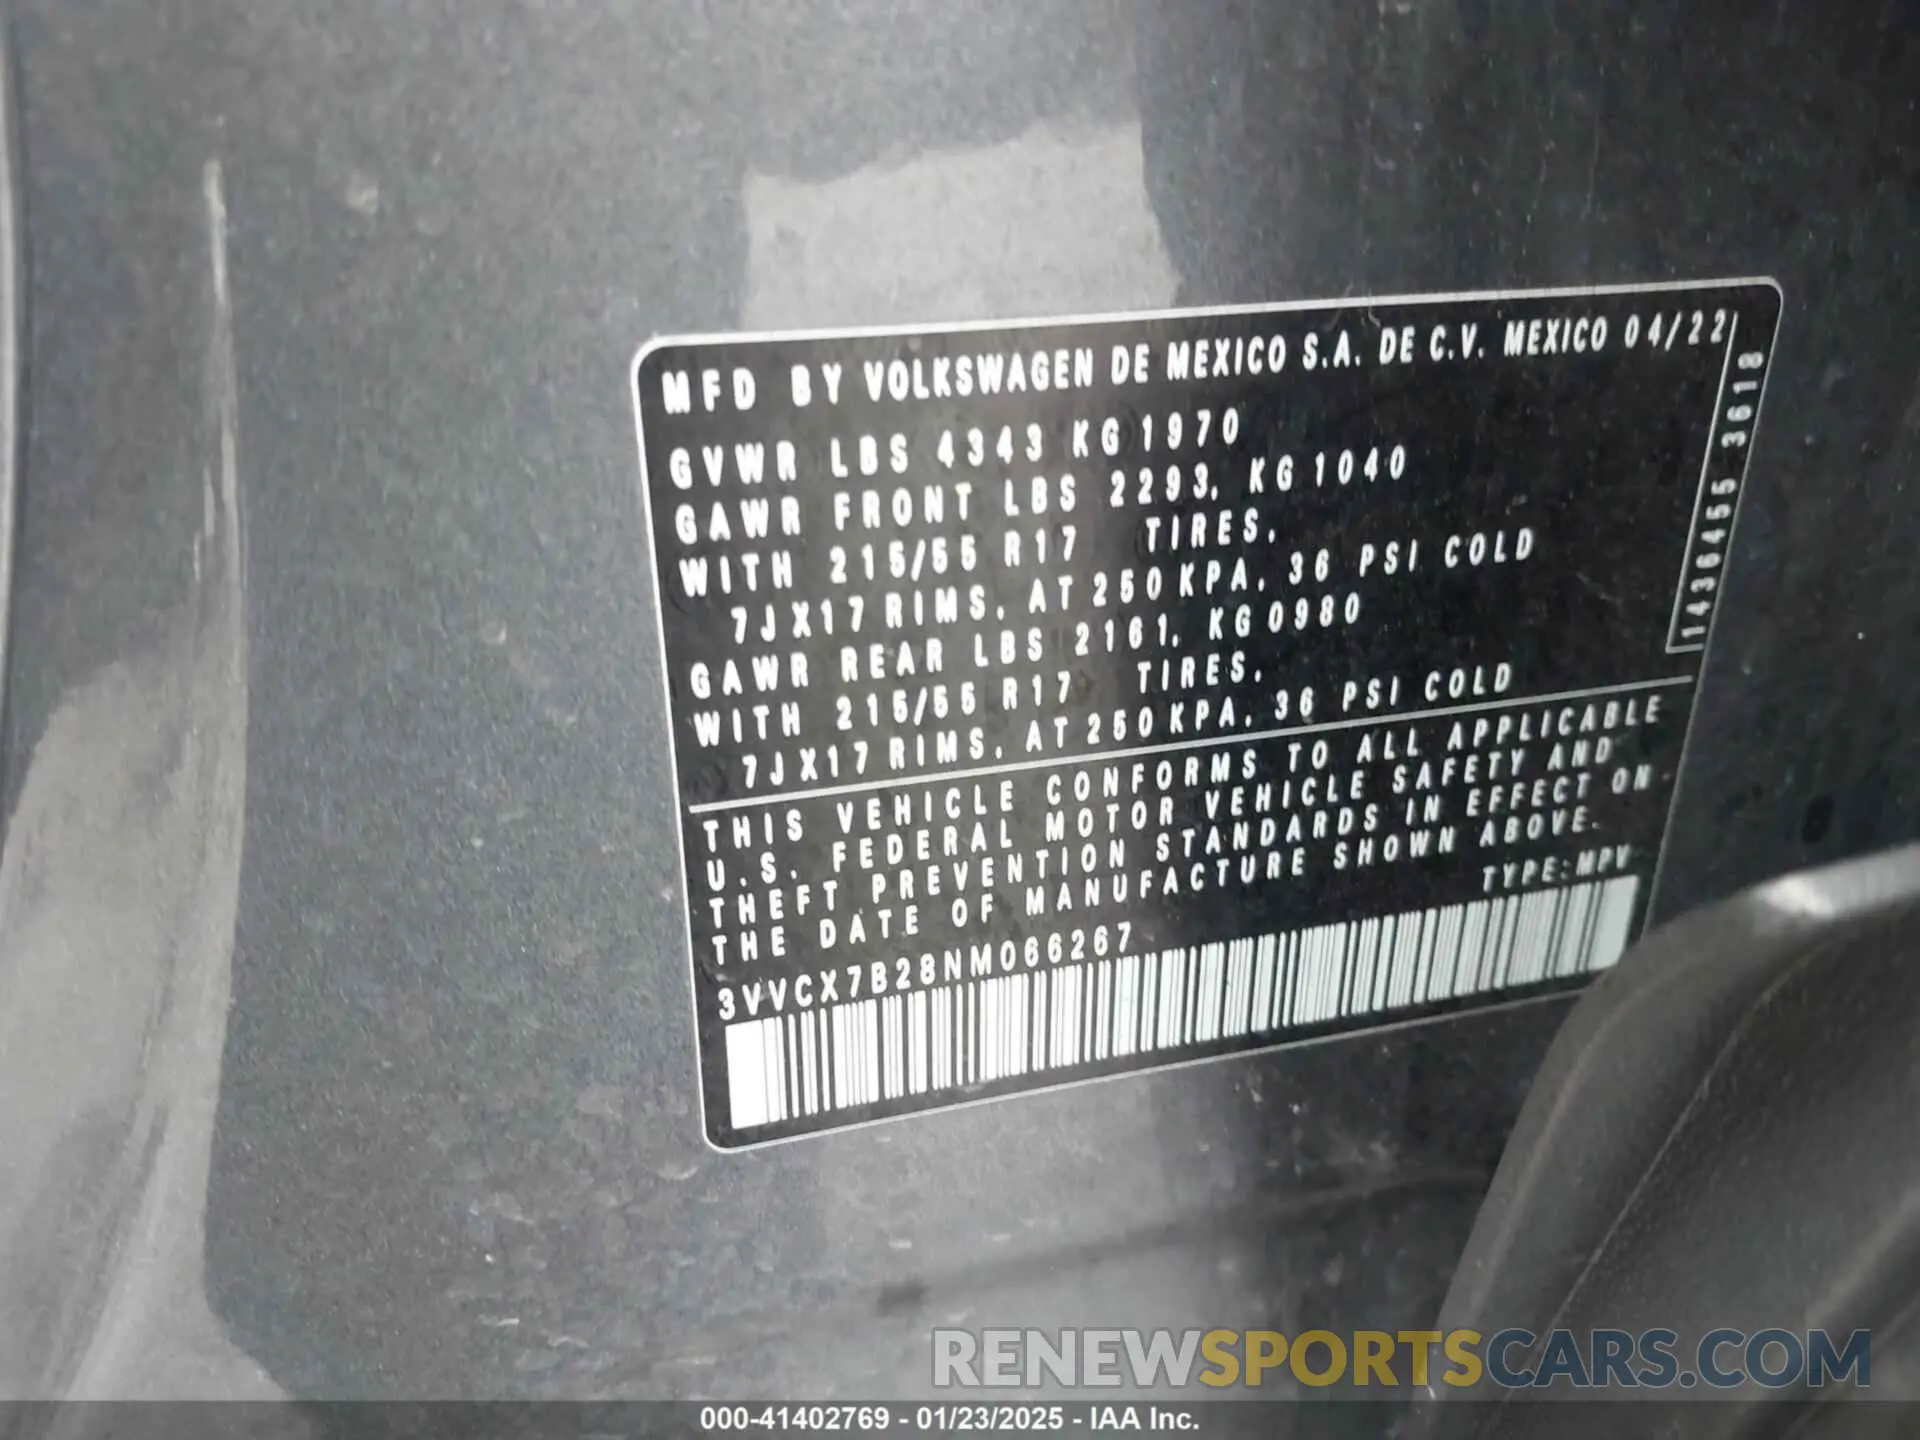 MFD BY VOLKSWAGEN DE MEXICO S.A. DE C.V. MEXICO 04/22
GVWR LBS 4343 KG 1970
GAWR FRONT LBS 2293, KG 1040
WITH 215/55 R17 TIRES,
7JX17 RIMS, AT 250 KPA, 36 PSI COLD
GAWR REAR LBS 2161, KG 0980
WITH 215/55 R17 TIRES,
7JX17 RIMS, AT 250 KPA, 36 PSI COLD
1436455 3618
THIS VEHICLE CONFORMS TO ALL APPLICABLE
U.S. FEDERAL MOTOR VEHICLE SAFETY AND
THEFT PREVENTION STANDARDS IN EFFECT ON
THE DATE OF MANUFACTURE SHOWN ABOVE.
TYPE: MPV
3VVCX7B28NM066267
RENEWSPORTSCARS.COM
000-41402769 - 01/23/2025 - IAA Inc.